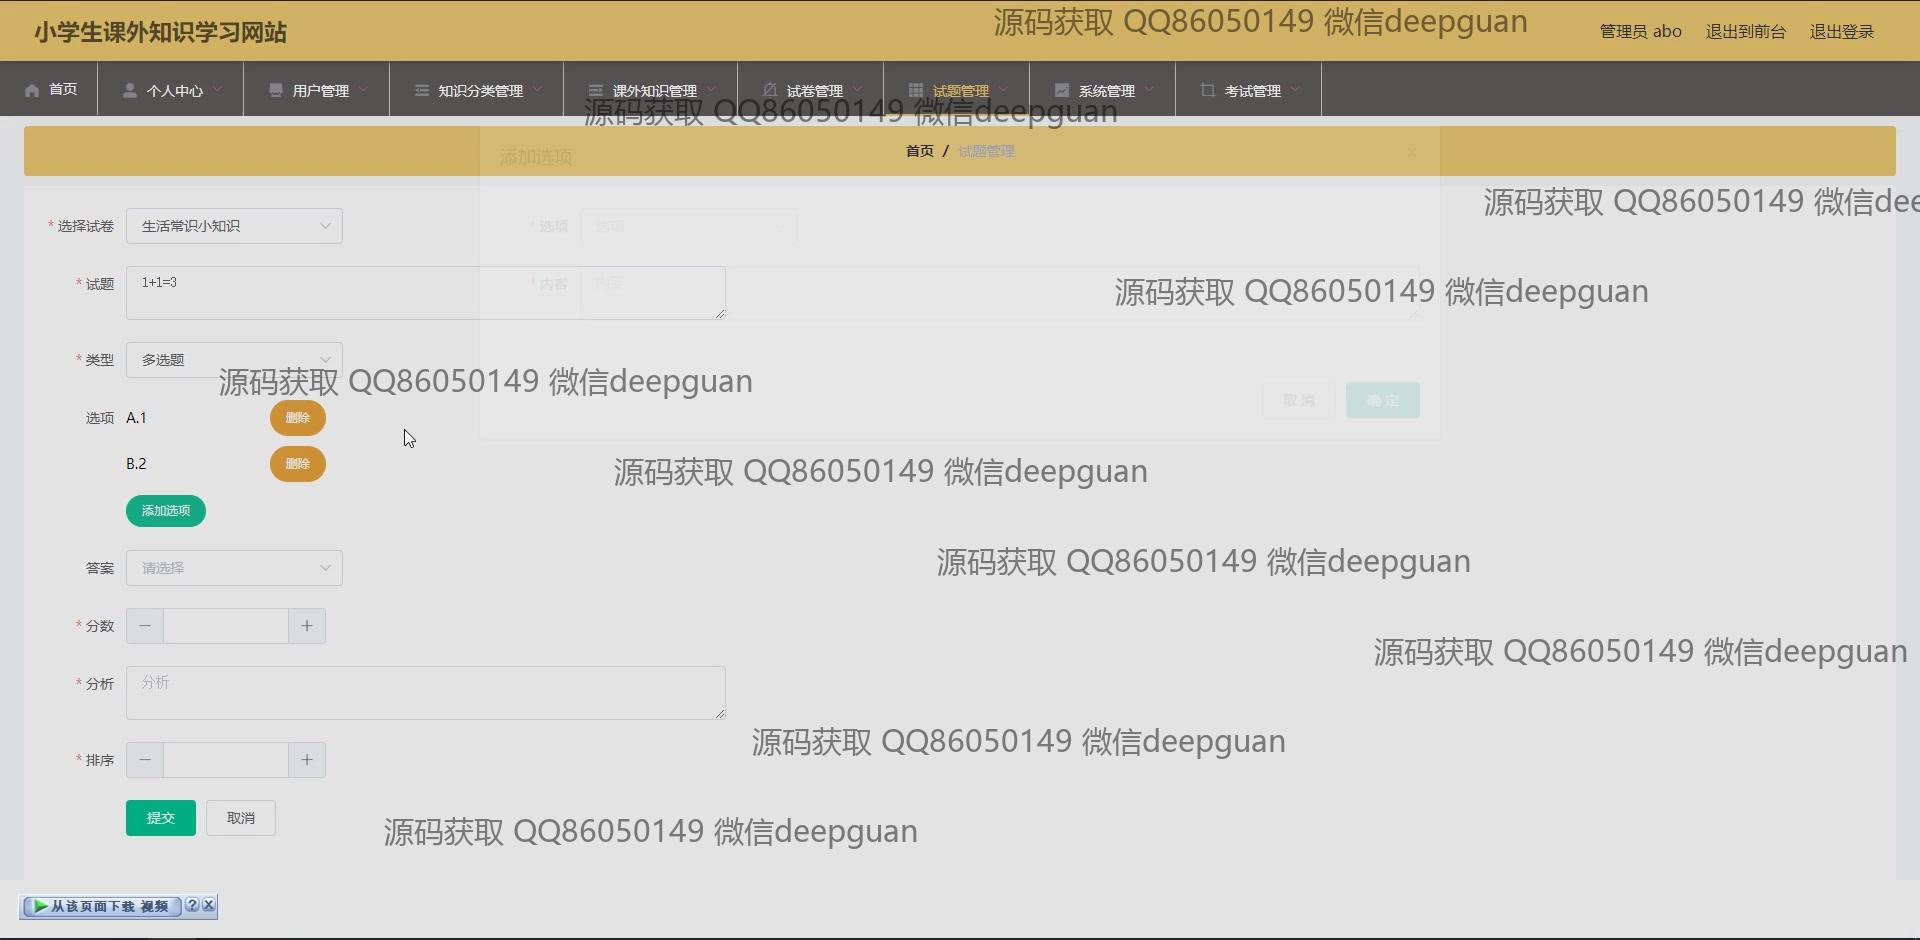 小学生课外知识学习网站
源码获取 QQ86050149 微信deepguan
管理员 abo 退出到前台 退出登录
首页 个人中心 用户管理 知识分类管理 课外知识管理 试卷管理 试题管理 系统管理 考试管理
源码获取 QQ86050149 微信deepguan
添加选项
首页 / 试题管理
源码获取 QQ86050149 微信dee
* 选择试卷 生活常识小知识
* 选项 选项
* 试题 1+1=3
* 内容 内容
源码获取 QQ86050149 微信deepguan
* 类型 多选题
源码获取 QQ86050149 微信deepguan
取消 确定
选项 A.1 删除
B.2 删除
源码获取 QQ86050149 微信deepguan
添加选项
答案 请选择
源码获取 QQ86050149 微信deepguan
* 分数
源码获取 QQ86050149 微信deepguan
* 分析 分析
源码获取 QQ86050149 微信deepguan
* 排序
提交 取消
源码获取 QQ86050149 微信deepguan
从该页面下载 视频 ? X